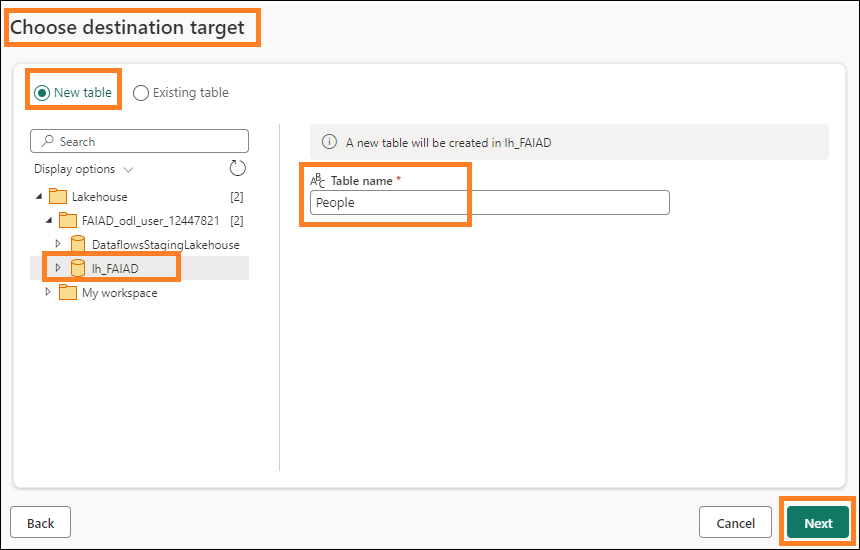 Choose destination target
New table
Existing table
Search
Display options
Lakehouse [2]
FAIAD_odl_user_12447821 [2]
DataflowsStagingLakehouse
lh_FAIAD
My workspace
A new table will be created in lh_FAIAD
ABC Table name *
People
Back
Cancel
Next